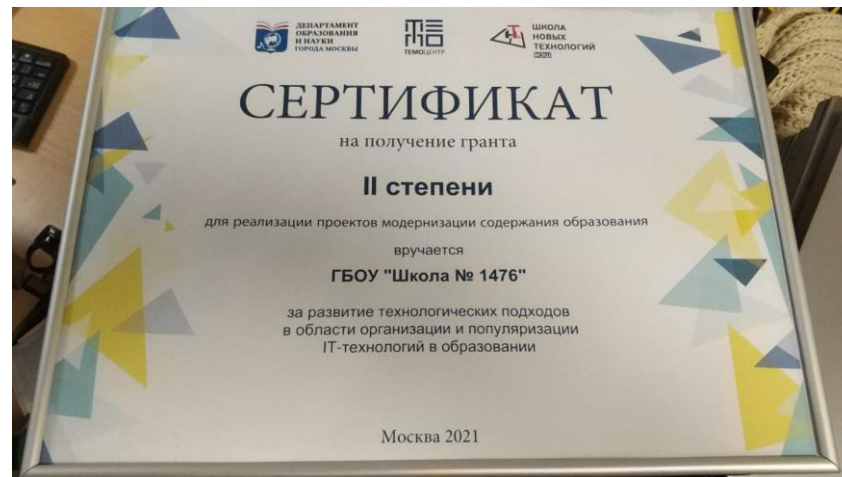 ДЕПАРТАМЕНТ
ОБРАЗОВАНИЯ
И НАУКИ
ГОРОДА МОСКВЫ
ТЕМОЦЕНТР
ШКОЛА
НОВЫХ
ТЕХНОЛОГИЙ
СЕРТИФИКАТ
на получение гранта
II степени
для реализации проектов модернизации содержания образования
вручается
ГБОУ "Школа № 1476"
за развитие технологических подходов
в области организации и популяризации
IT-технологий в образовании
Москва 2021